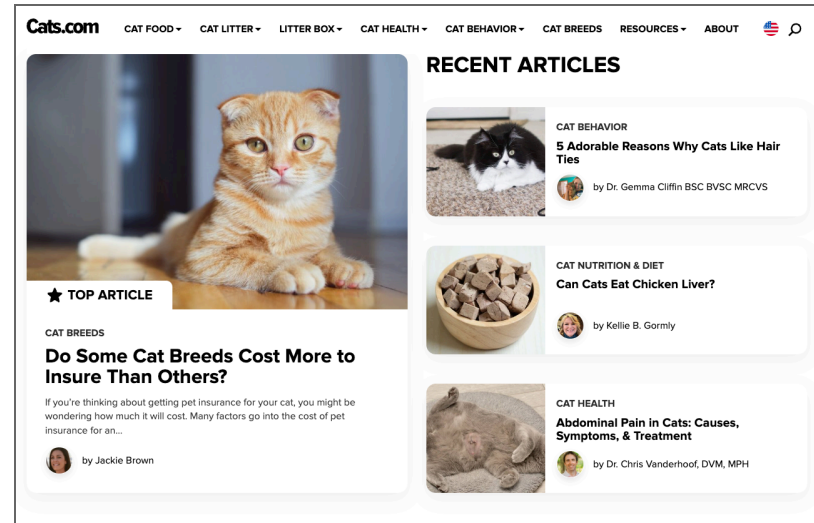 Cats.com
CAT FOOD
CAT LITTER
LITTER BOX
CAT HEALTH
CAT BEHAVIOR
CAT BREEDS
RESOURCES
ABOUT
TOP ARTICLE
CAT BREEDS
Do Some Cat Breeds Cost More to
Insure Than Others?
If you're thinking about getting pet insurance for your cat, you might be
wondering how much it will cost. Many factors go into the cost of pet
insurance for an...
by Jackie Brown
RECENT ARTICLES
CAT BEHAVIOR
5 Adorable Reasons Why Cats Like Hair
Ties
by Dr. Gemma Cliffin BSC BVSC MRCVS
CAT NUTRITION & DIET
Can Cats Eat Chicken Liver?
by Kellie B. Gormly
CAT HEALTH
Abdominal Pain in Cats: Causes,
Symptoms, & Treatment
by Dr. Chris Vanderhoof, DVM, MPH